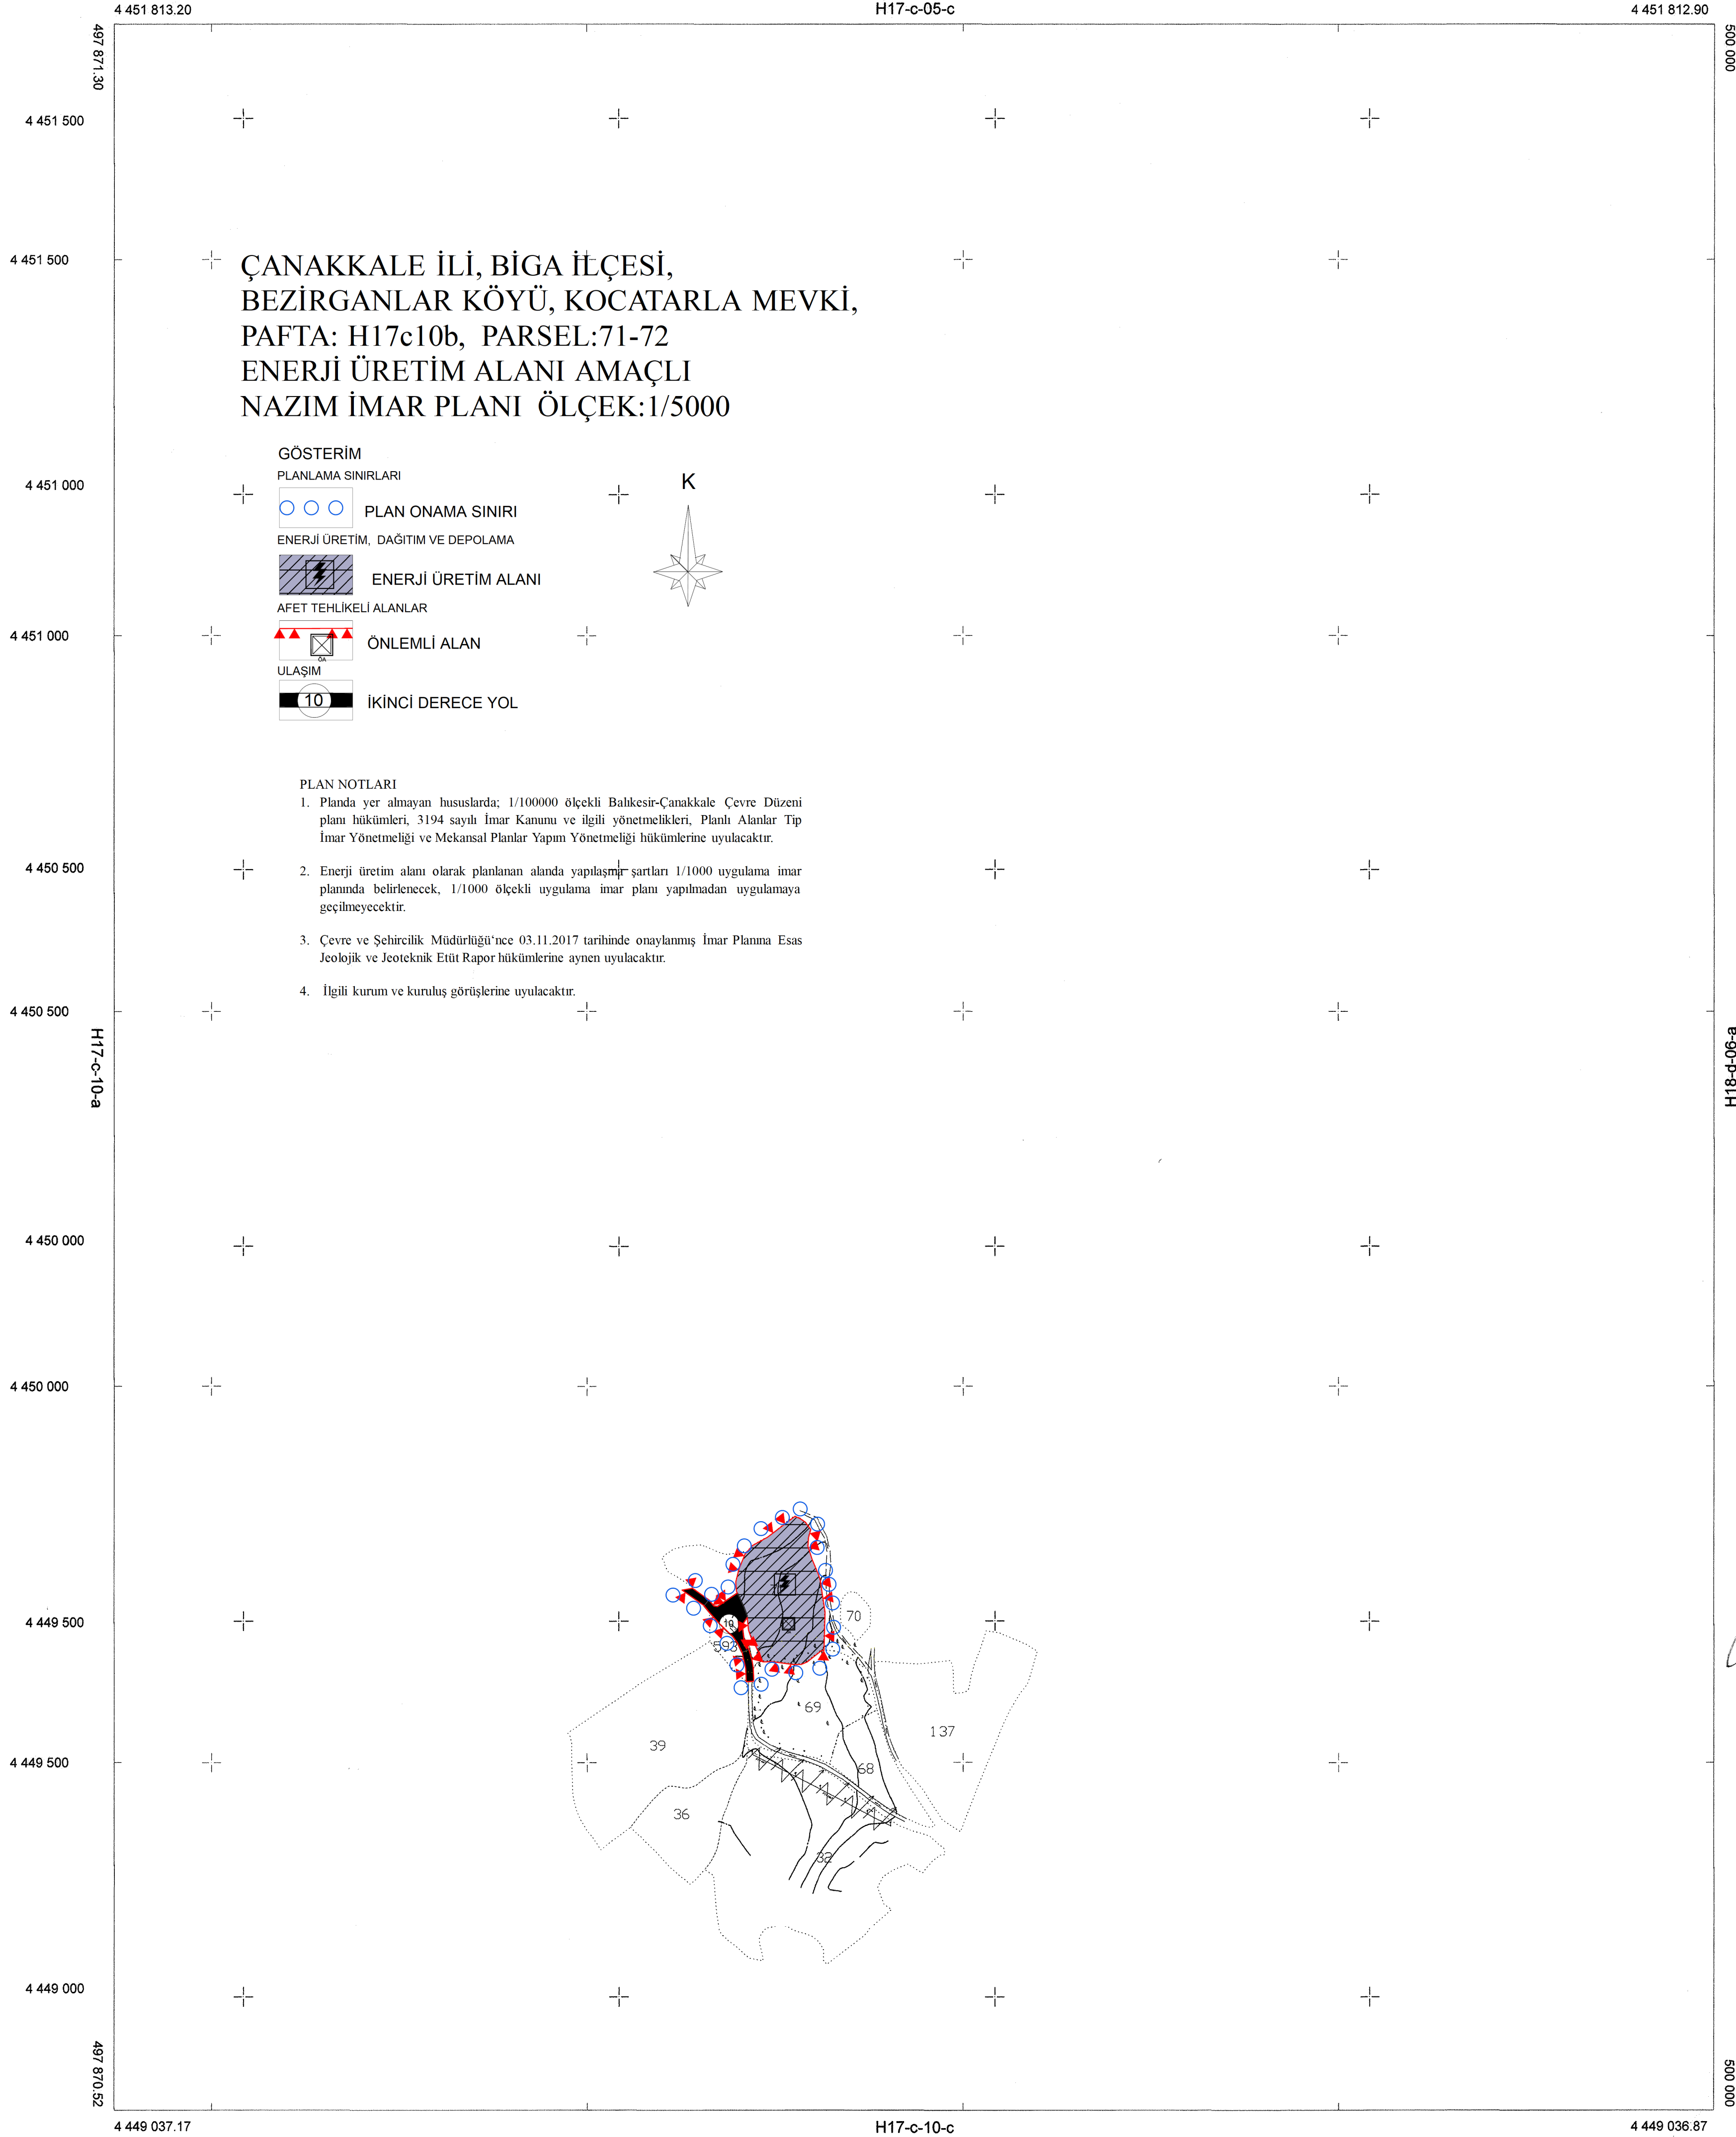 4 451 813.20
H17-c-05-c
4 451 812.90
497 871.30
500 000
4 451 500
4 451 500
ÇANAKKALE İLİ, BİGA İLÇESİ,
BEZİRGANLAR KÖYÜ, KOCATARLA MEVKİ,
PAFTA: H17c10b, PARSEL:71-72
ENERJİ ÜRETİM ALANI AMAÇLI
NAZIM İMAR PLANI ÖLÇEK:1/5000
GÖSTERİM
PLANLAMA SINIRLARI
PLAN ONAMA SINIRI
ENERJİ ÜRETİM, DAĞITIM VE DEPOLAMA
ENERJİ ÜRETİM ALANI
AFET TEHLİKELİ ALANLAR
ÖNLEMLİ ALAN
ÖA
ULAŞIM
10
İKİNCİ DERECE YOL
K
4 451 000
4 451 000
PLAN NOTLARI
1. Planda yer almayan hususlarda; 1/100000 ölçekli Balıkesir-Çanakkale Çevre Düzeni
planı hükümleri, 3194 sayılı İmar Kanunu ve ilgili yönetmelikleri, Planlı Alanlar Tip
İmar Yönetmeliği ve Mekansal Planlar Yapım Yönetmeliği hükümlerine uyulacaktır.
2. Enerji üretim alanı olarak planlanan alanda yapılaşma şartları 1/1000 uygulama imar
planında belirlenecek, 1/1000 ölçekli uygulama imar planı yapılmadan uygulamaya
geçilmeyecektir.
3. Çevre ve Şehircilik Müdürlüğü‘nce 03.11.2017 tarihinde onaylanmış İmar Planına Esas
Jeolojik ve Jeoteknik Etüt Rapor hükümlerine aynen uyulacaktır.
4. İlgili kurum ve kuruluş görüşlerine uyulacaktır.
4 450 500
4 450 500
H17-c-10-a
H18-d-06-a
4 450 000
4 450 000
4 449 500
10
593
70
69
137
39
4 449 500
68
36
32
4 449 000
497 870.52
500 000
4 449 037.17
H17-c-10-c
4 449 036.87